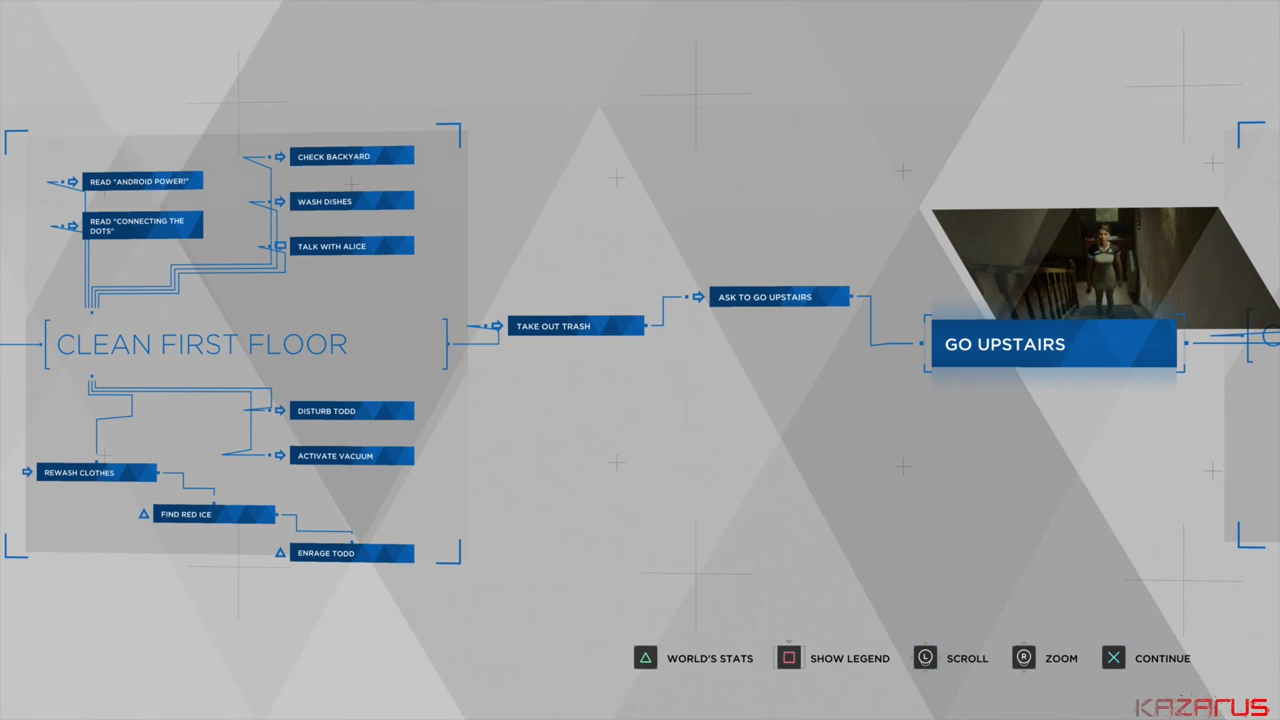 CHECK BACKYARD
READ "ANDROID POWER!"
WASH DISHES
READ "CONNECTING THE
DOTS"
TALK WITH ALICE
ASK TO GO UPSTAIRS
TAKE OUT TRASH
CLEAN FIRST FLOOR
GO UPSTAIRS
DISTURB TODD
ACTIVATE VACUUM
REWASH CLOTHES
FIND RED ICE
ENRAGE TODD
WORLD'S STATS
SHOW LEGEND
L
SCROLL
R
ZOOM
CONTINUE
KAZARUS